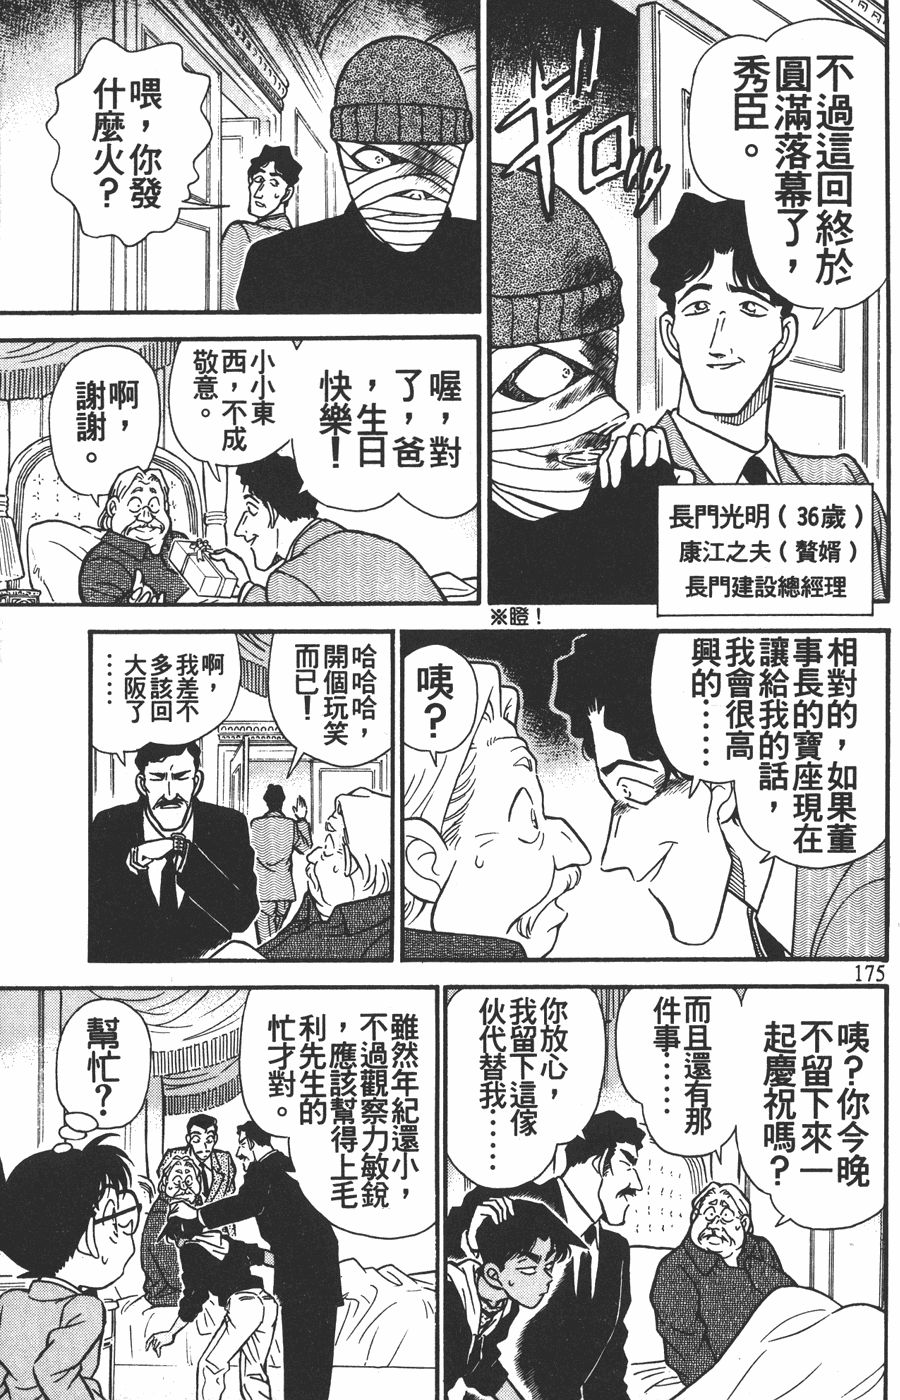 不過這回終於
圓滿落幕了，
秀臣。
ギロッ
長門光明（36歲）
康江之夫（贅婿）
長門建設總經理
※瞪！
喂，你發
什麼火？
喔，對
了，爸
，生日
快樂！
小小東
西，不成
敬意。
啊，
謝謝。
相對的，如果董
事長的寶座現在
讓給我的話，
我會很高
興的……
咦？
哈哈哈，
開個玩笑
而已！
啊，
我差不
多該回
大阪了
……
175
咦？你今晚
不留下來一
起慶祝嗎？
而且還有那
件事……
你放心，
我留下這傢
伙代替我……
雖然年紀還小，
不過觀察力敏銳
，應該幫得上毛
利先生的
忙才對。
幫忙？